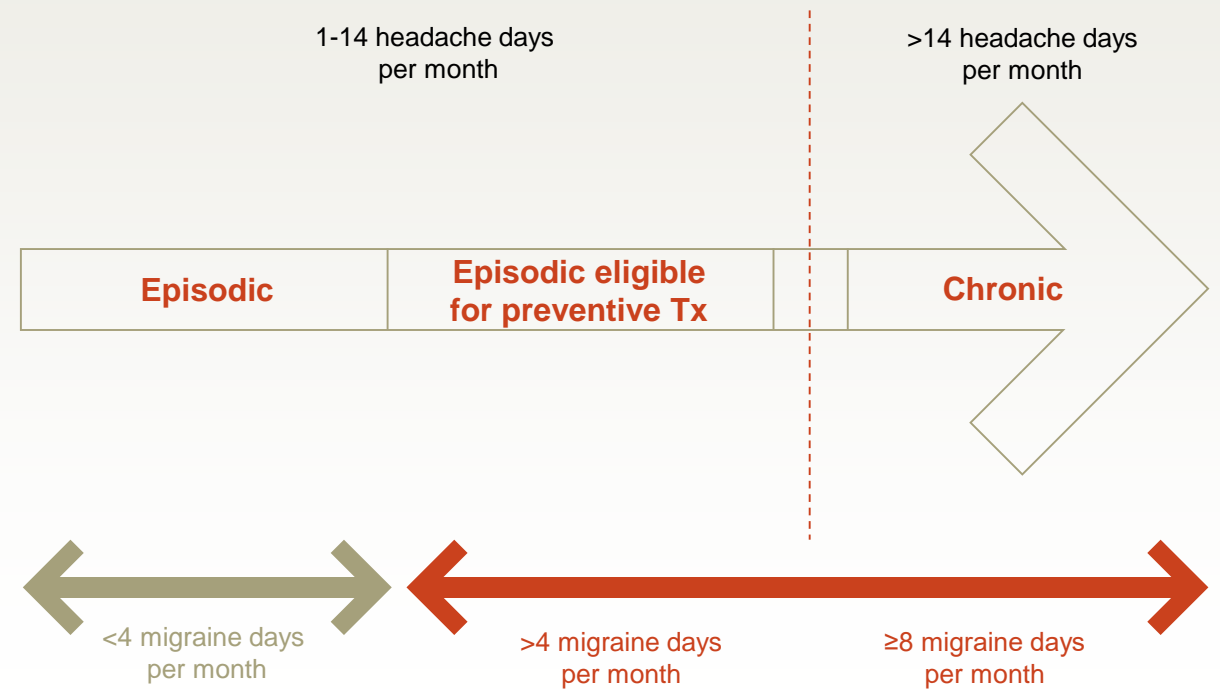 1-14 headache days
per month
>14 headache days
per month
Episodic
Episodic eligible
for preventive Tx
Chronic
<4 migraine days
per month
>4 migraine days
per month
≥8 migraine days
per month